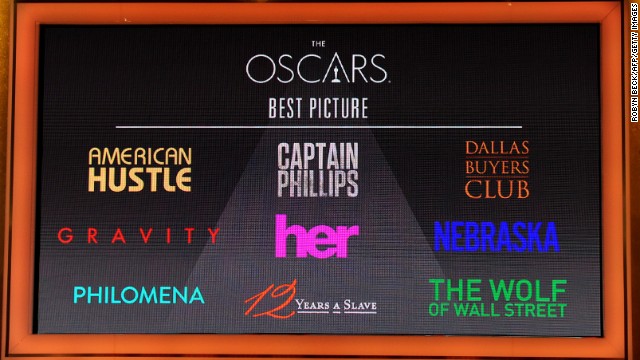 THE
OSCARS.
BEST PICTURE
AMERICAN
HUSTLE
CAPTAIN
PHILLIPS
DALLAS
BUYERS
CLUB
GRAVITY
her
NEBRASKA
PHILOMENA
12 YEARS A SLAVE
THE WOLF
OF WALL STREET
ROBYN BECK/AFP/GETTY IMAGES